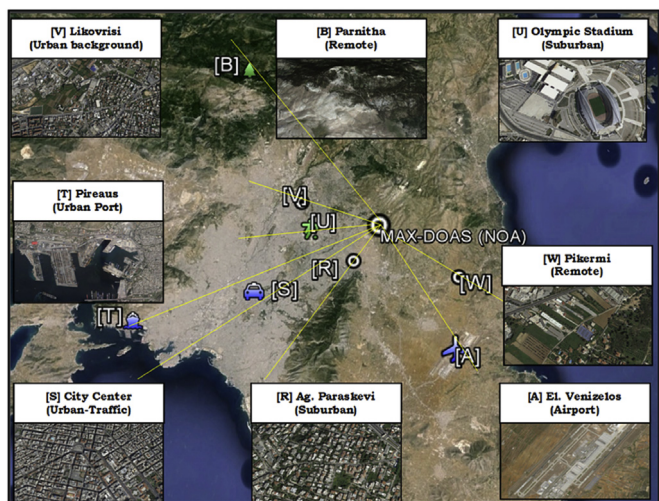 [V] Likovrisi
(Urban background)
[B] Parnitha
(Remote)
[U] Olympic Stadium
(Suburban)
[B]
[T] Pireaus
(Urban Port)
[V]
[U]
MAX-DOAS (NOA)
[R]
[W]
[S]
[T]
[A]
[W] Pikermi
(Remote)
[S] City Center
(Urban-Traffic)
[R] Ag. Paraskevi
(Suburban)
[A] El. Venizelos
(Airport)